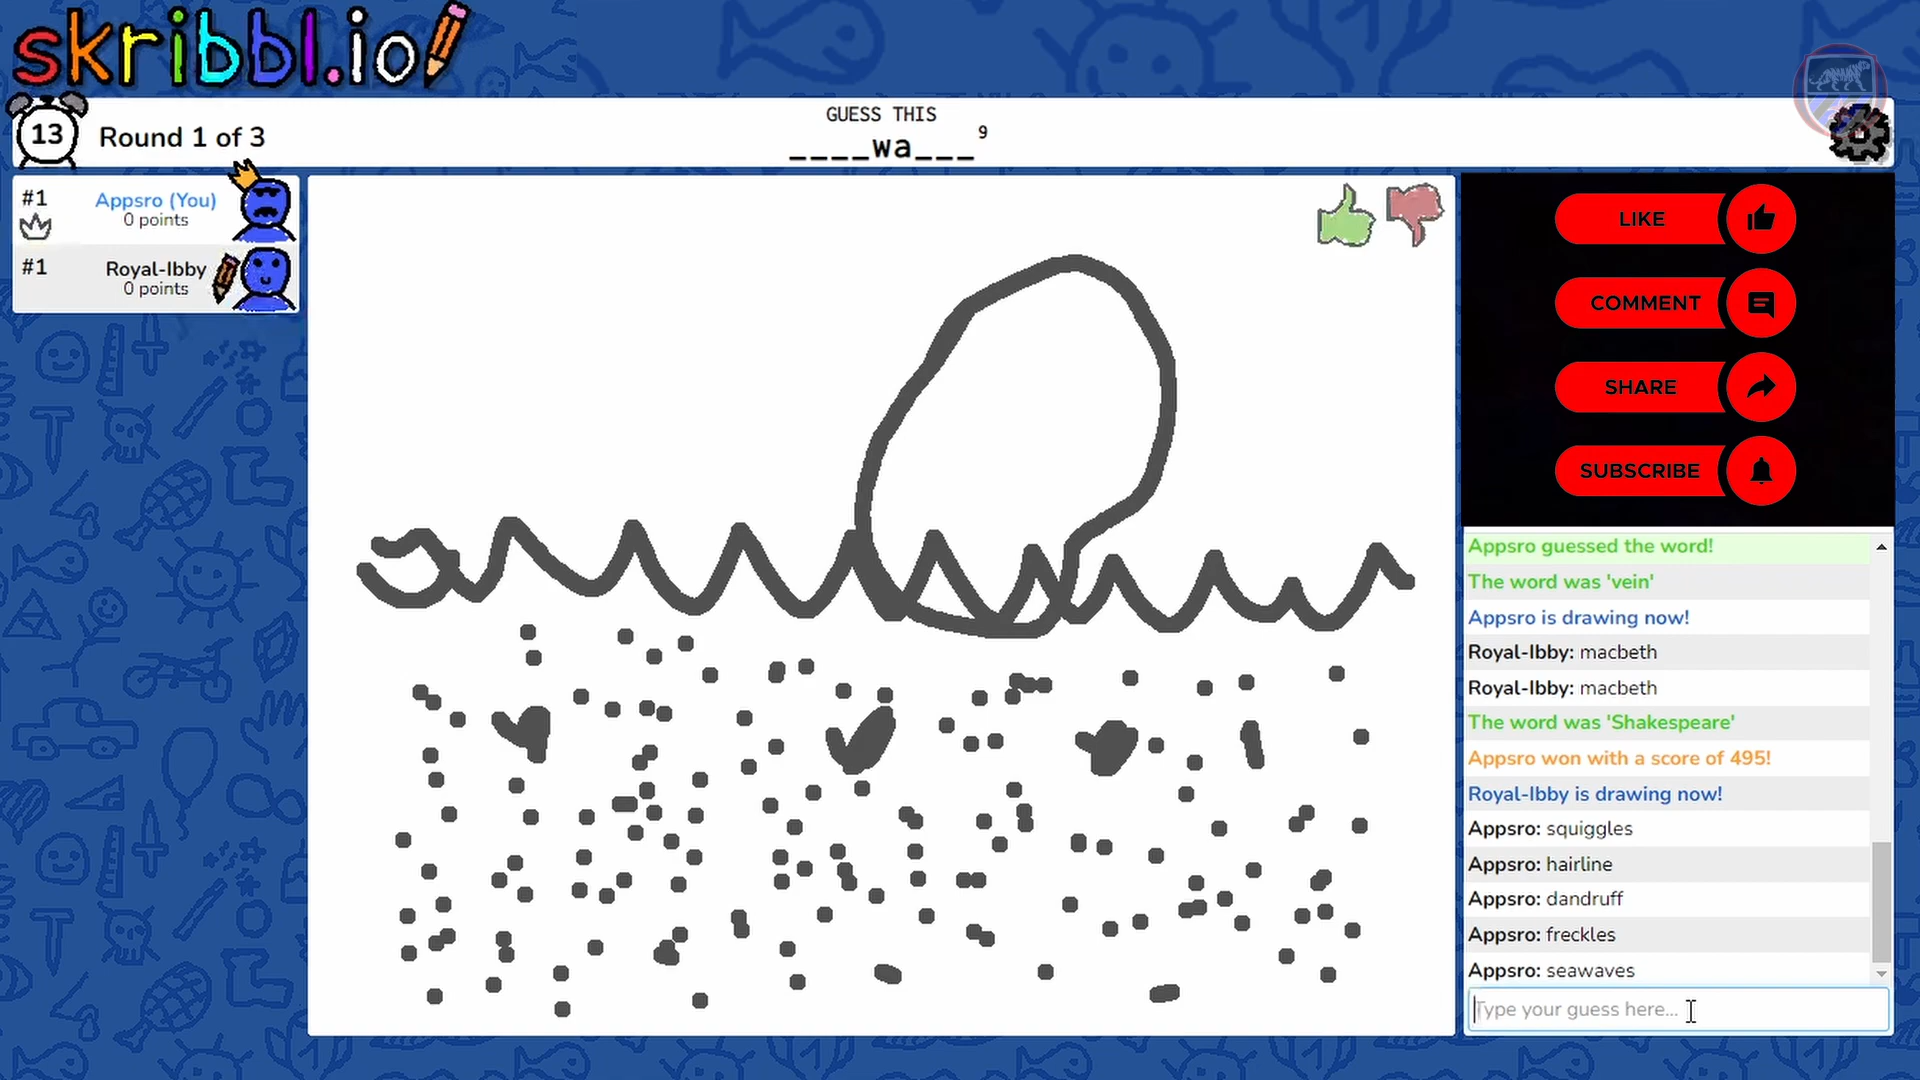 skribbl.io
13
Round 1 of 3
GUESS THIS
____wa___ 9
#1
Appsro (You)
0 points
#1
Royal-Ibby
0 points
LIKE
COMMENT
SHARE
SUBSCRIBE
Appsro guessed the word!
The word was 'vein'
Appsro is drawing now!
Royal-Ibby: macbeth
Royal-Ibby: macbeth
The word was 'Shakespeare'
Appsro won with a score of 495!
Royal-Ibby is drawing now!
Appsro: squiggles
Appsro: hairline
Appsro: dandruff
Appsro: freckles
Appsro: seawaves
Type your guess here...